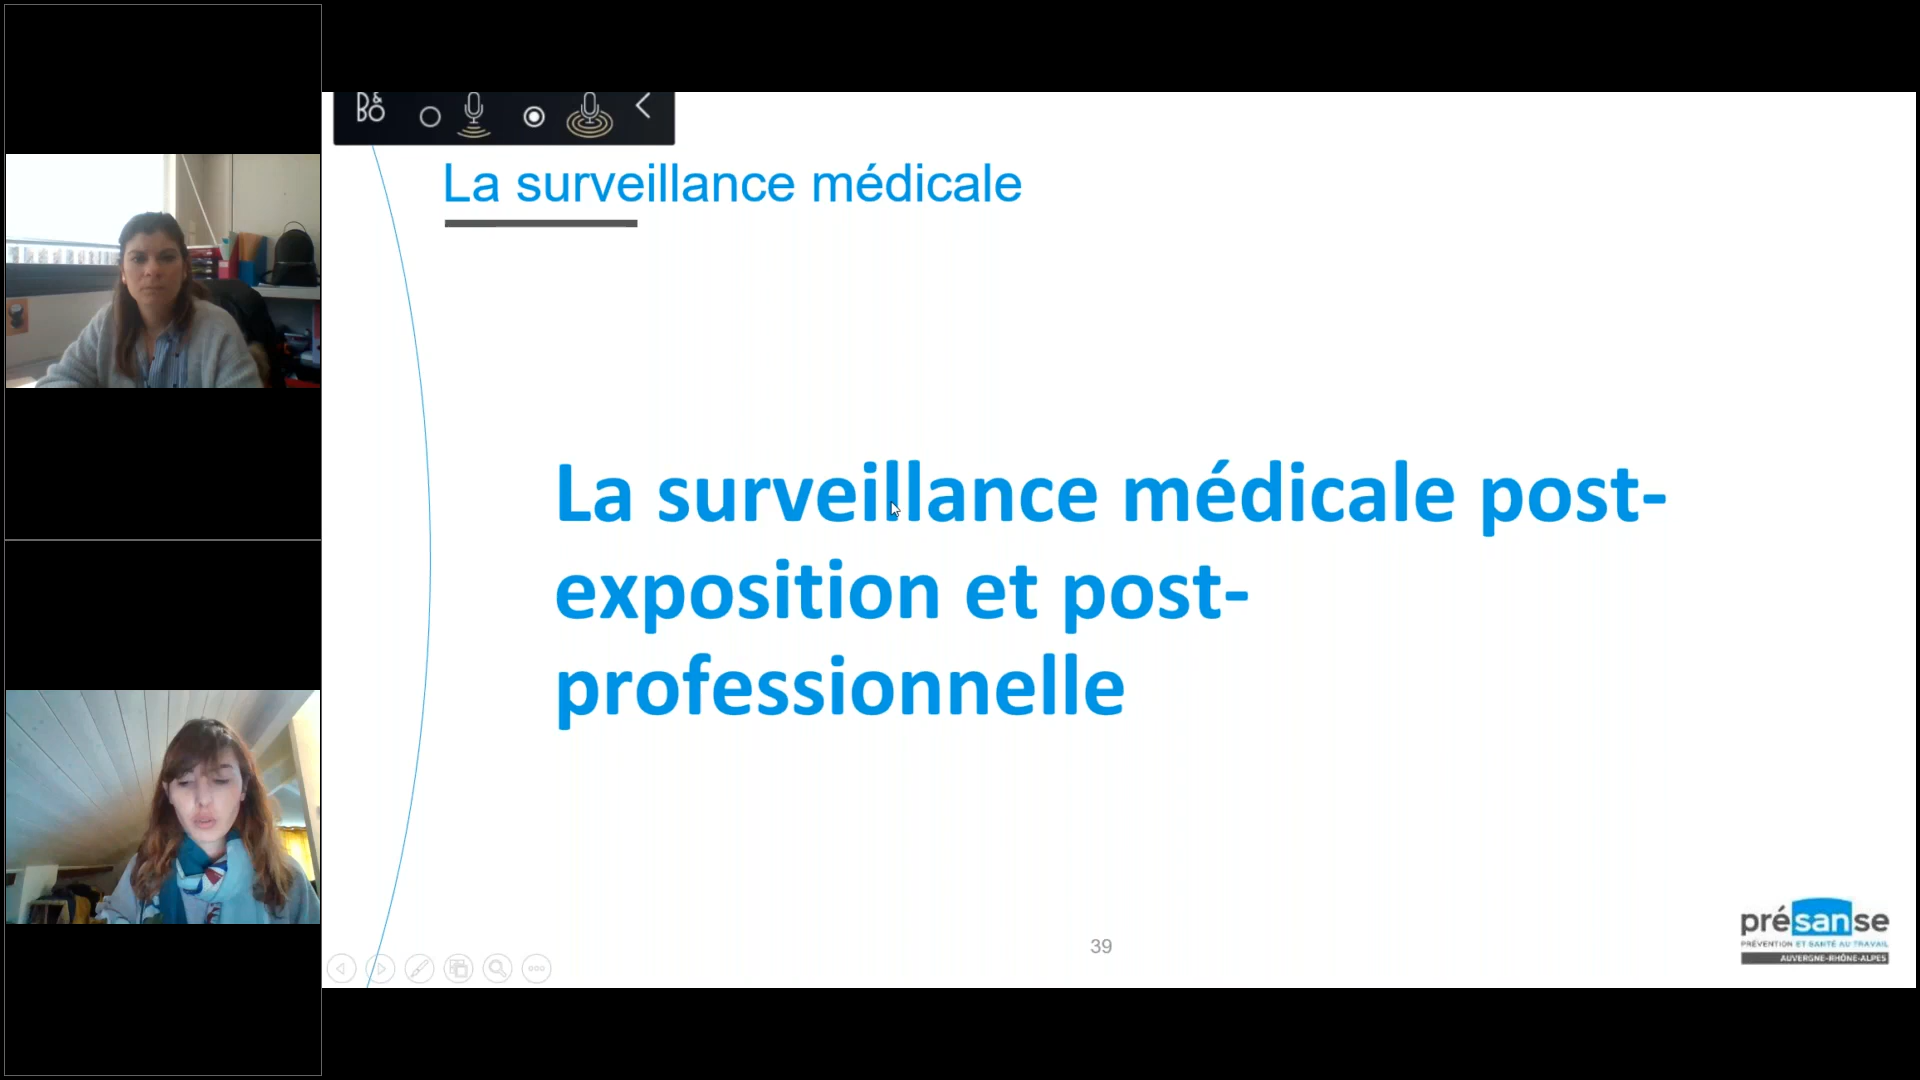 B&O
La surveillance médicale
La surveillance médicale post-
exposition et post-
professionnelle
39
présanse
PRÉVENTION ET SANTÉ AU TRAVAIL
AUVERGNE-RHÔNE-ALPES